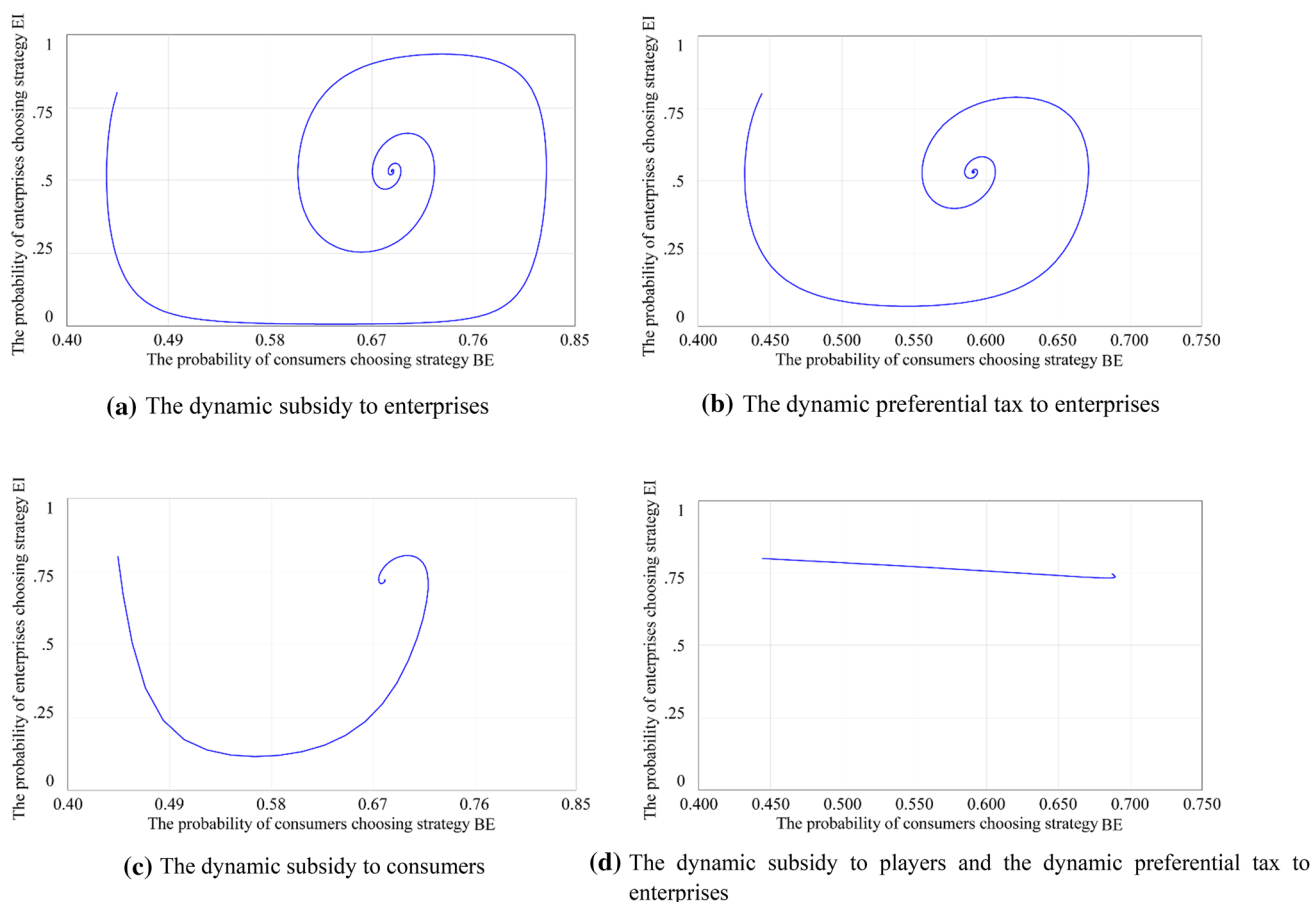 The probability of enterprises choosing strategy EI
1
.75
.5
.25
0
0.40 0.49 0.58 0.67 0.76 0.85
The probability of consumers choosing strategy BE
(a) The dynamic subsidy to enterprises
The probability of enterprises choosing strategy EI
1
.75
.5
.25
0
0.400 0.450 0.500 0.550 0.600 0.650 0.700 0.750
The probability of consumers choosing strategy BE
(b) The dynamic preferential tax to enterprises
The probability of enterprises choosing strategy EI
1
.75
.5
.25
0
0.40 0.49 0.58 0.67 0.76 0.85
The probability of consumers choosing strategy BE
(c) The dynamic subsidy to consumers
The probability of enterprises choosing strategy EI
1
.75
.5
.25
0
0.400 0.450 0.500 0.550 0.600 0.650 0.700 0.750
The probability of consumers choosing strategy BE
(d) The dynamic subsidy to players and the dynamic preferential tax to
enterprises